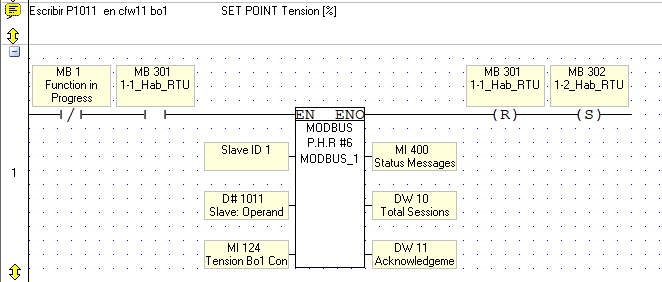 Escribir P1011 en cfw11 bo1 SET POINT Tension [%]
MB 1
Function in
Progress
MB 301
1-1_Hab_RTU
MB 301
1-1_Hab_RTU
MB 302
1-2_Hab_RTU
(R)
(S)
EN ENO
MODBUS
P.H.R #6
MODBUS_1
Slave ID 1
MI 400
Status Messages
1
D# 1011
Slave: Operand
DW 10
Total Sessions
MI 124
Tension Bo1 Con
DW 11
Acknowledgeme